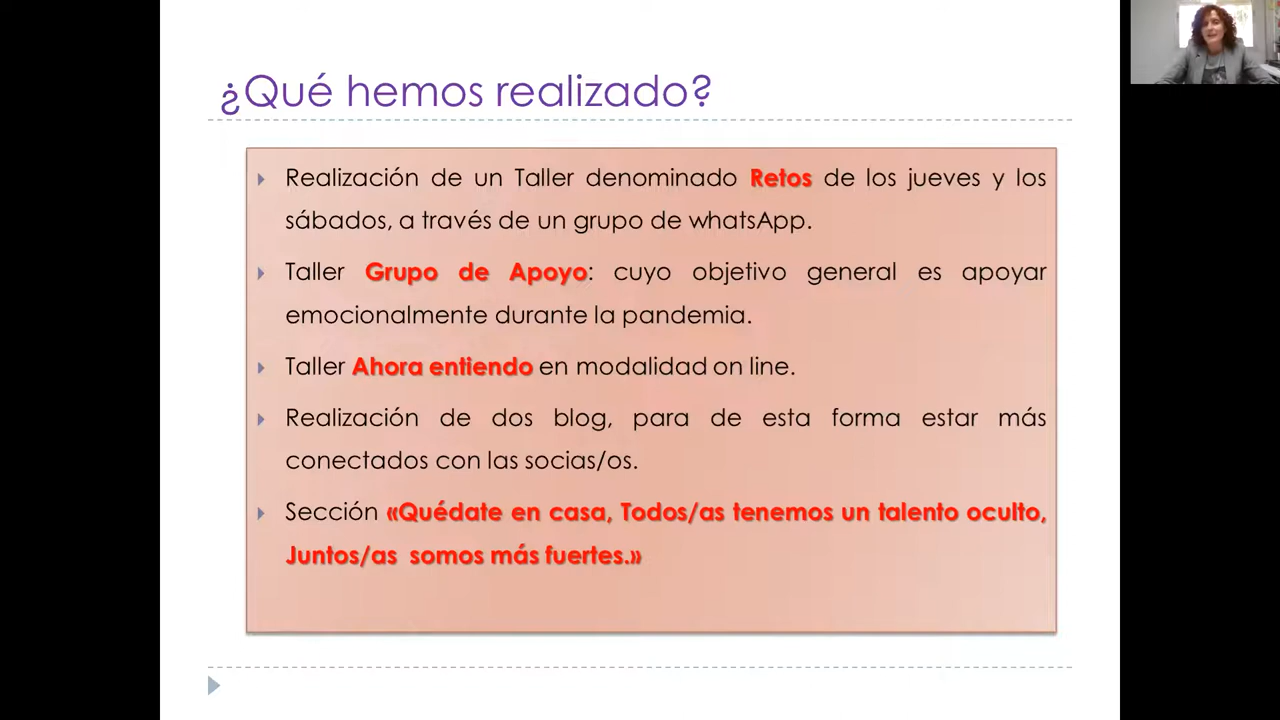 ¿Qué hemos realizado?
Realización de un Taller denominado Retos de los jueves y los
sábados, a través de un grupo de whatsApp.
Taller Grupo de Apoyo: cuyo objetivo general es apoyar
emocionalmente durante la pandemia.
Taller Ahora entiendo en modalidad on line.
Realización de dos blog, para de esta forma estar más
conectados con las socias/os.
Sección «Quédate en casa, Todos/as tenemos un talento oculto,
Juntos/as somos más fuertes.»